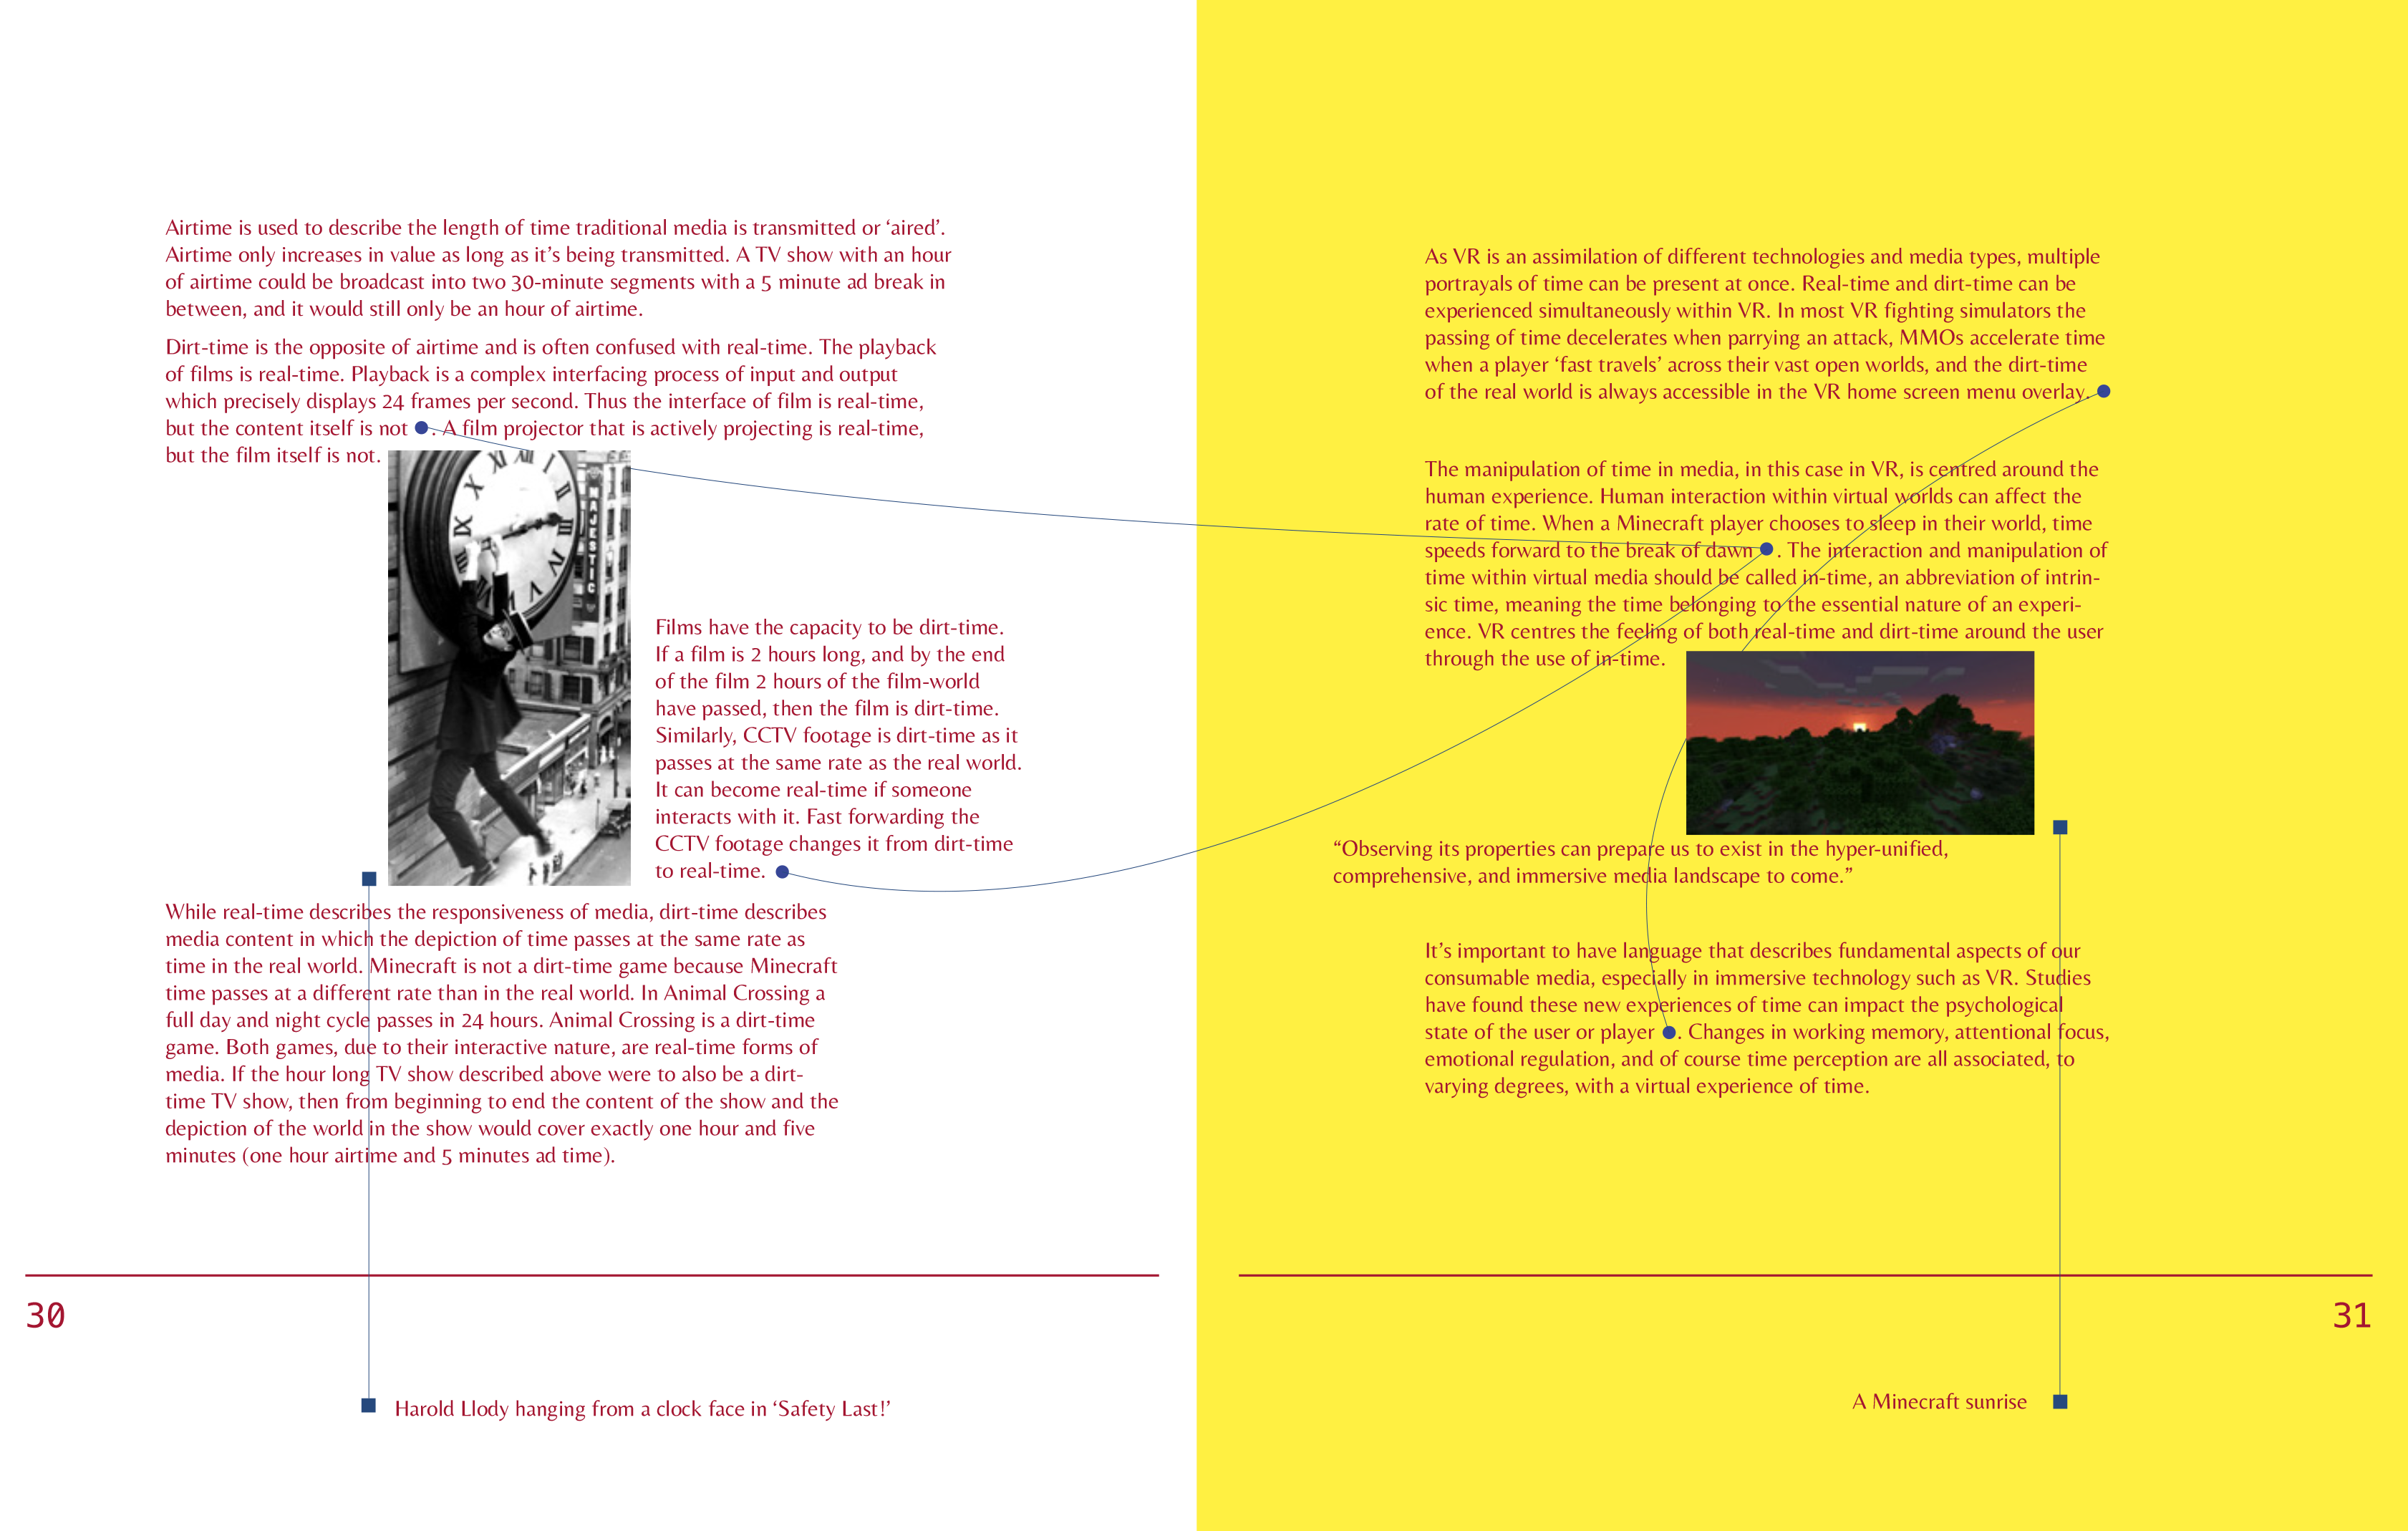 Airtime is used to describe the length of time traditional media is transmitted or ‘aired’.
Airtime only increases in value as long as it’s being transmitted. A TV show with an hour
of airtime could be broadcast into two 30-minute segments with a 5 minute ad break in
between, and it would still only be an hour of airtime.
Dirt-time is the opposite of airtime and is often confused with real-time. The playback
of films is real-time. Playback is a complex interfacing process of input and output
which precisely displays 24 frames per second. Thus the interface of film is real-time,
but the content itself is not . A film projector that is actively projecting is real-time,
but the film itself is not.
XI XII I II III IV V VI VIII IX X
MAJESTIC
Films have the capacity to be dirt-time.
If a film is 2 hours long, and by the end
of the film 2 hours of the film-world
have passed, then the film is dirt-time.
Similarly, CCTV footage is dirt-time as it
passes at the same rate as the real world.
It can become real-time if someone
interacts with it. Fast forwarding the
CCTV footage changes it from dirt-time
to real-time.
While real-time describes the responsiveness of media, dirt-time describes
media content in which the depiction of time passes at the same rate as
time in the real world. Minecraft is not a dirt-time game because Minecraft
time passes at a different rate than in the real world. In Animal Crossing a
full day and night cycle passes in 24 hours. Animal Crossing is a dirt-time
game. Both games, due to their interactive nature, are real-time forms of
media. If the hour long TV show described above were to also be a dirt-
time TV show, then from beginning to end the content of the show and the
depiction of the world in the show would cover exactly one hour and five
minutes (one hour airtime and 5 minutes ad time).
30
Harold Llody hanging from a clock face in ‘Safety Last!’
As VR is an assimilation of different technologies and media types, multiple
portrayals of time can be present at once. Real-time and dirt-time can be
experienced simultaneously within VR. In most VR fighting simulators the
passing of time decelerates when parrying an attack, MMOs accelerate time
when a player ‘fast travels’ across their vast open worlds, and the dirt-time
of the real world is always accessible in the VR home screen menu overlay.
The manipulation of time in media, in this case in VR, is centred around the
human experience. Human interaction within virtual worlds can affect the
rate of time. When a Minecraft player chooses to sleep in their world, time
speeds forward to the break of dawn . The interaction and manipulation of
time within virtual media should be called in-time, an abbreviation of intrin-
sic time, meaning the time belonging to the essential nature of an experi-
ence. VR centres the feeling of both real-time and dirt-time around the user
through the use of in-time.
“Observing its properties can prepare us to exist in the hyper-unified,
comprehensive, and immersive media landscape to come.”
It’s important to have language that describes fundamental aspects of our
consumable media, especially in immersive technology such as VR. Studies
have found these new experiences of time can impact the psychological
state of the user or player . Changes in working memory, attentional focus,
emotional regulation, and of course time perception are all associated, to
varying degrees, with a virtual experience of time.
31
A Minecraft sunrise